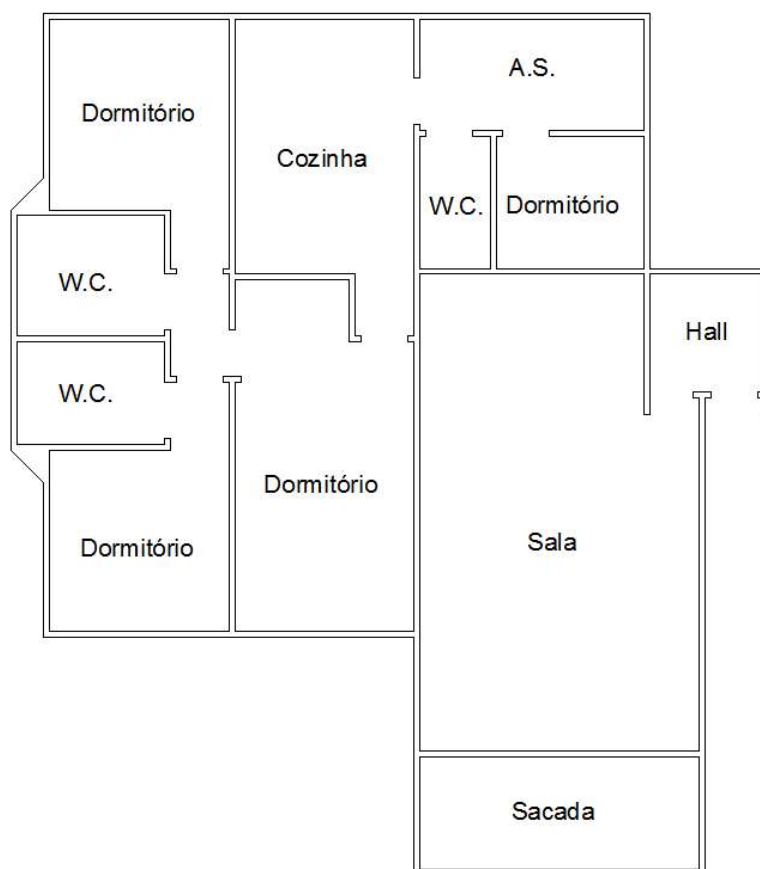 A.S.
Dormitório
Cozinha
W.C.
Dormitório
W.C.
Hall
W.C.
Dormitório
Sala
Dormitório
Sacada